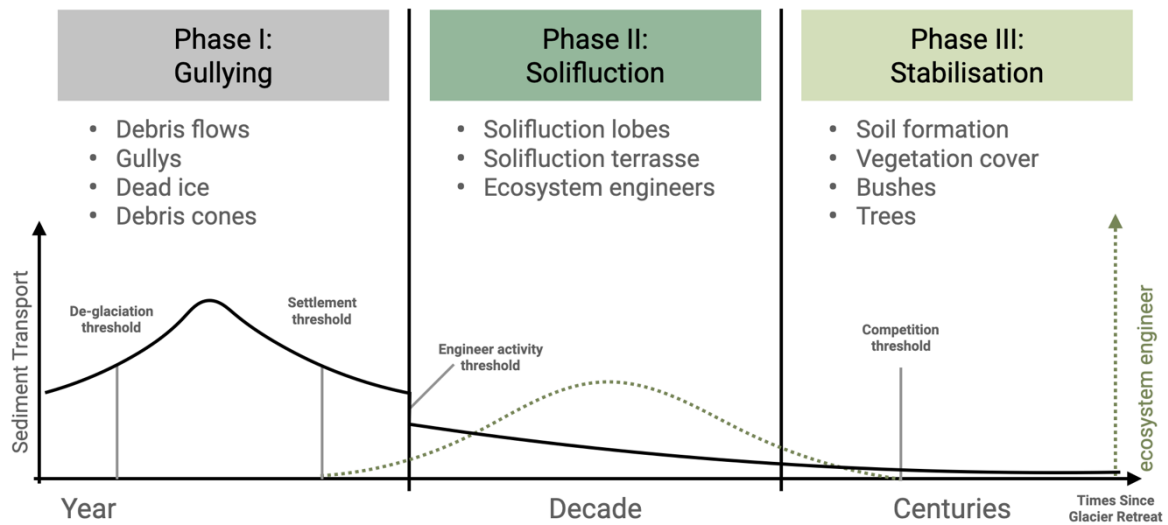 Phase I:
Gullying
Phase II:
Solifluction
Phase III:
Stabilisation
• Debris flows
• Gullys
• Dead ice
• Debris cones
• Solifluction lobes
• Solifluction terrasse
• Ecosystem engineers
• Soil formation
• Vegetation cover
• Bushes
• Trees
Sediment Transport
De-glaciation
threshold
Settlement
threshold
Engineer activity
threshold
Competition
threshold
ecosystem engineer
Year
Decade
Centuries
Times Since
Glacier Retreat